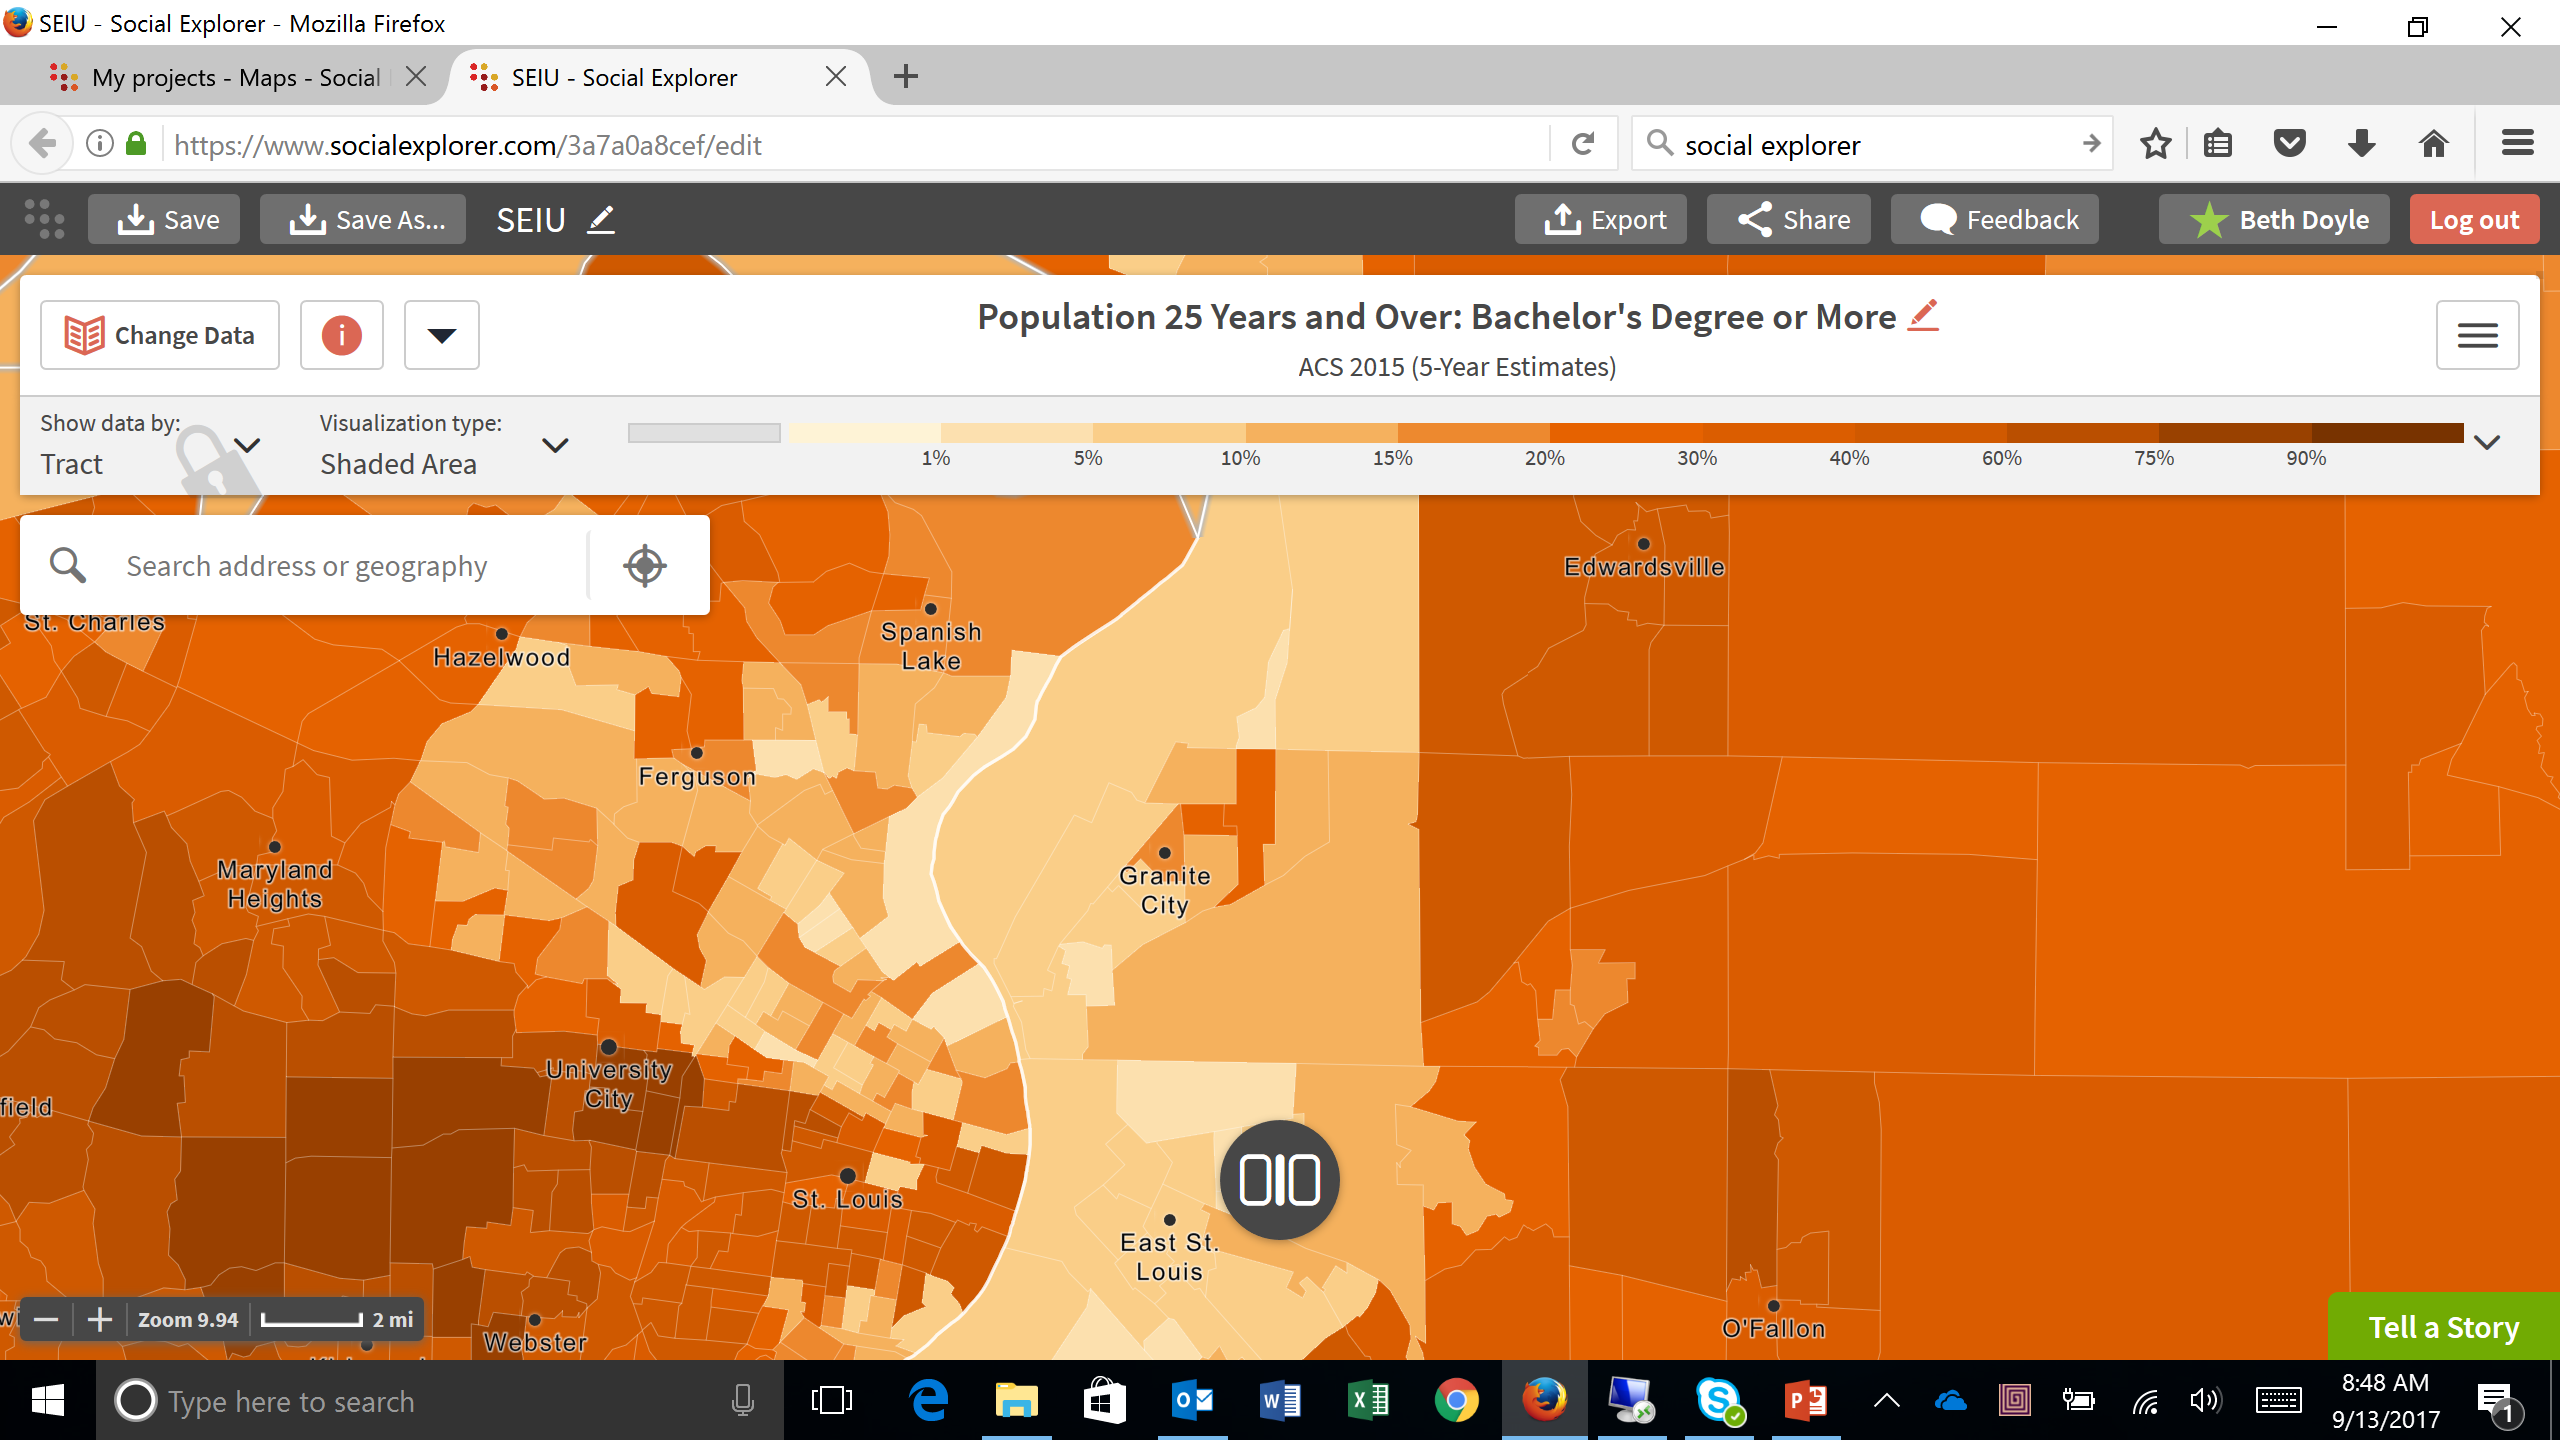 SEIU - Social Explorer - Mozilla Firefox
My projects - Maps - Social
SEIU - Social Explorer
https://www.socialexplorer.com/3a7a0a8cef/edit
social explorer
Save
Save As...
SEIU
Export
Share
Feedback
Beth Doyle
Log out
Change Data
Population 25 Years and Over: Bachelor's Degree or More
ACS 2015 (5-Year Estimates)
Show data by:
Tract
Visualization type:
Shaded Area
1% 5% 10% 15% 20% 30% 40% 60% 75% 90%
Search address or geography
Edwardsville
St. Charles
Hazelwood
Spanish
Lake
Ferguson
Maryland
Heights
Granite
City
University
City
field
St. Louis
East St.
Louis
O'Fallon
Webster
Zoom 9.94
2 mi
Tell a Story
Type here to search
8:48 AM
9/13/2017
1